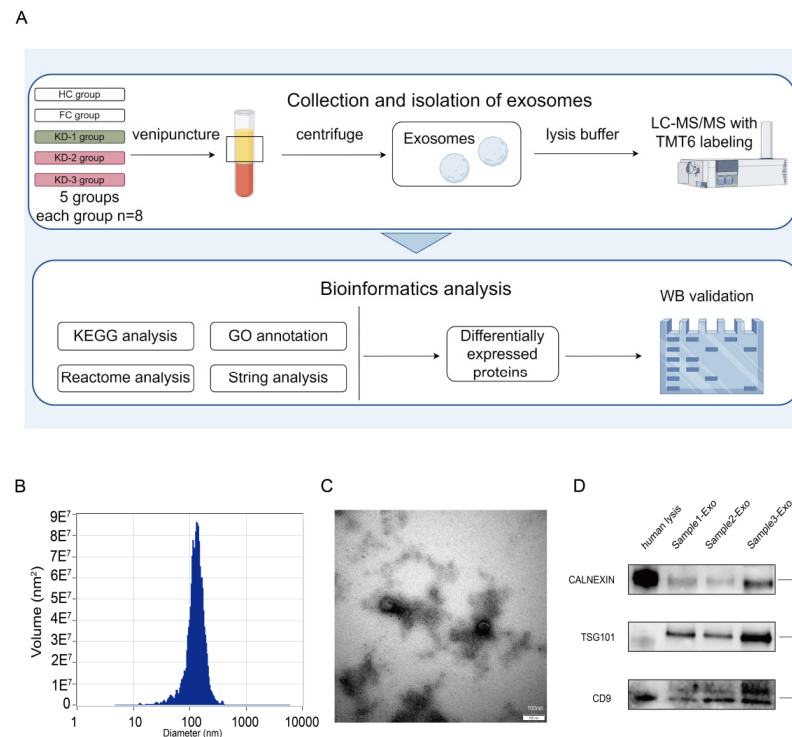 A
HC group
FC group
KD-1 group
KD-2 group
KD-3 group
5 groups
each group n=8
venipuncture
Collection and isolation of exosomes
centrifuge
Exosomes
lysis buffer
LC-MS/MS with
TMT6 labeling
Bioinformatics analysis
KEGG analysis
GO annotation
Reactome analysis
String analysis
Differentially
expressed
proteins
WB validation
B
Volume (nm²)
9E⁷
8E⁷
7E⁷
6E⁷
5E⁷
4E⁷
3E⁷
2E⁷
1E⁷
0
1
10
100
1000
10000
Diameter (nm)
C
100nm
D
human lysis
Sample1-Exo
Sample2-Exo
Sample3-Exo
CALNEXIN
TSG101
CD9